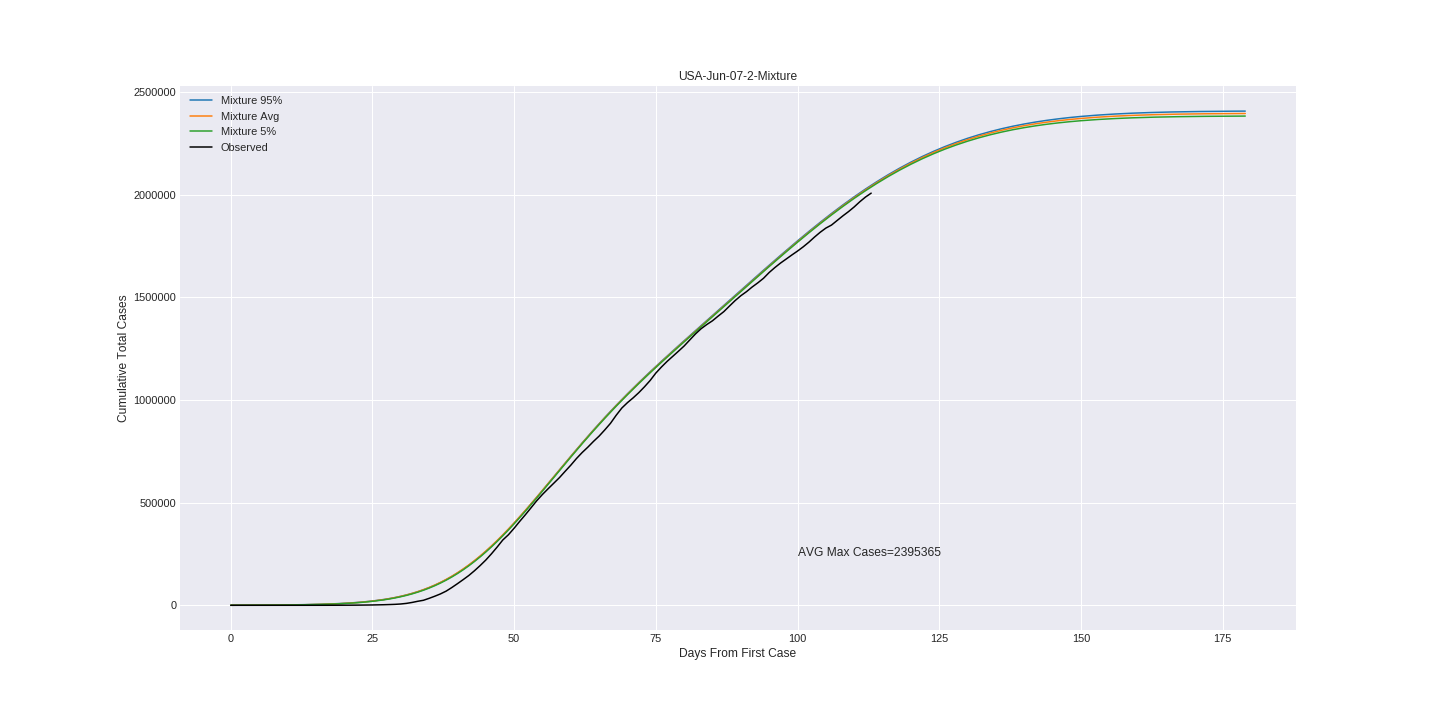 USA-Jun-07-2-Mixture
Mixture 95%
Mixture Avg
Mixture 5%
Observed
2500000
2000000
1500000
1000000
500000
0
Cumulative Total Cases
AVG Max Cases=2395365
0 25 50 75 100 125 150 175
Days From First Case